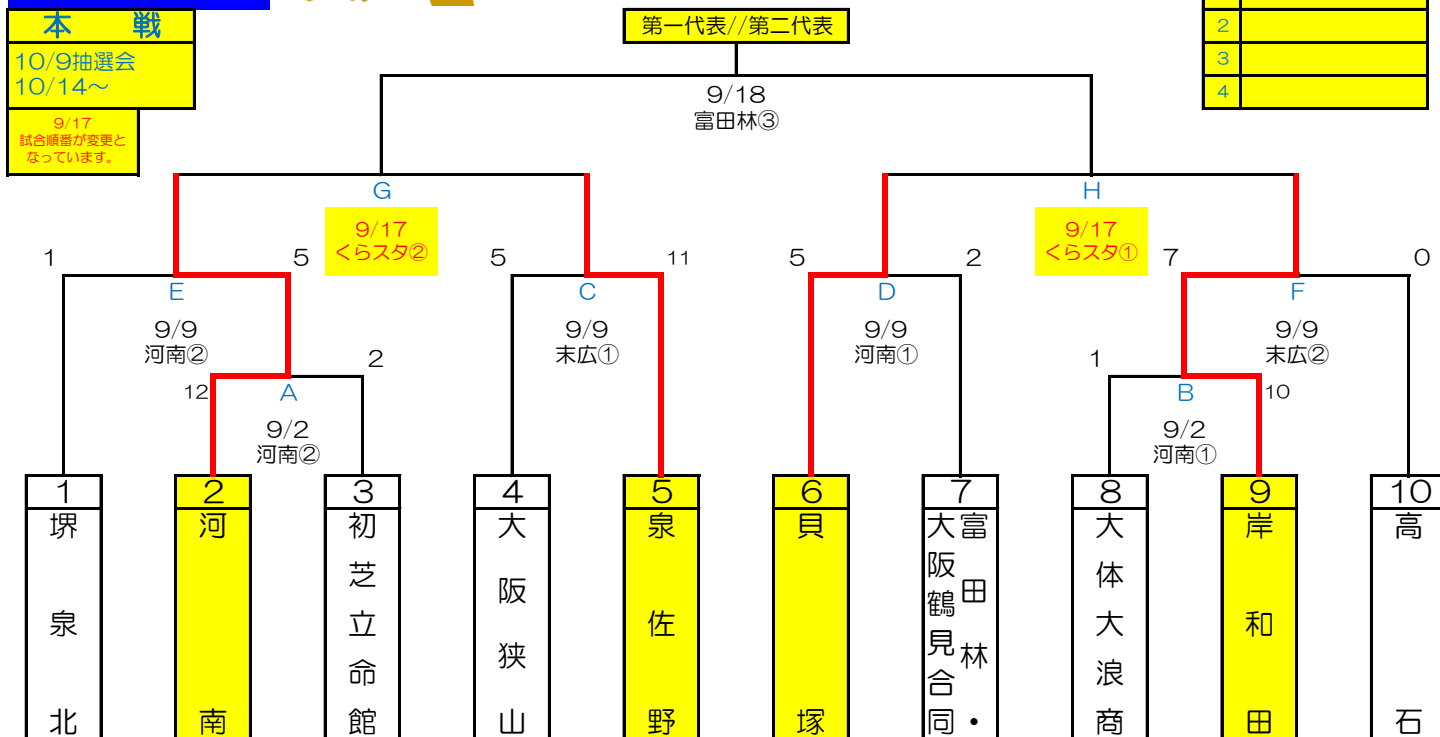 本 戦
10/9抽選会
10/14～
9/17
試合順番が変更と
なっています。
第一代表//第二代表
2
3
4
9/18
富田林③
G
9/17
くらスタ②
H
9/17
くらスタ①
1
5
5
11
5
2
7
0
E
9/9
河南②
C
9/9
末広①
D
9/9
河南①
F
9/9
末広②
12
2
1
10
A
9/2
河南②
B
9/2
河南①
1
堺泉北
2
河南
3
初芝立命館
4
大阪狭山
5
泉佐野
6
貝塚
7
富田林・
大阪鶴見合同
8
大体大浪商
9
岸和田
10
高石